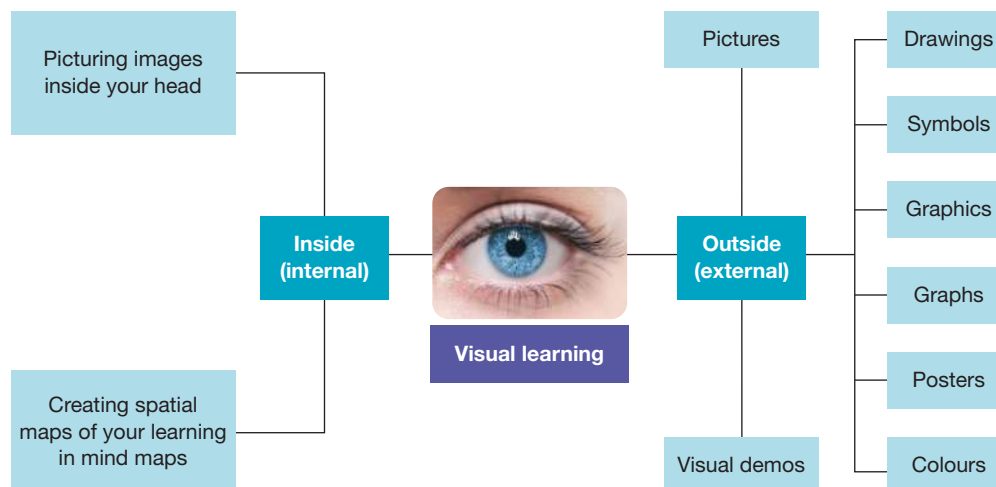 Picturing images
inside your head
Creating spatial
maps of your learning
in mind maps
Inside
(internal)
Visual learning
Outside
(external)
Pictures
Visual demos
Drawings
Symbols
Graphics
Graphs
Posters
Colours